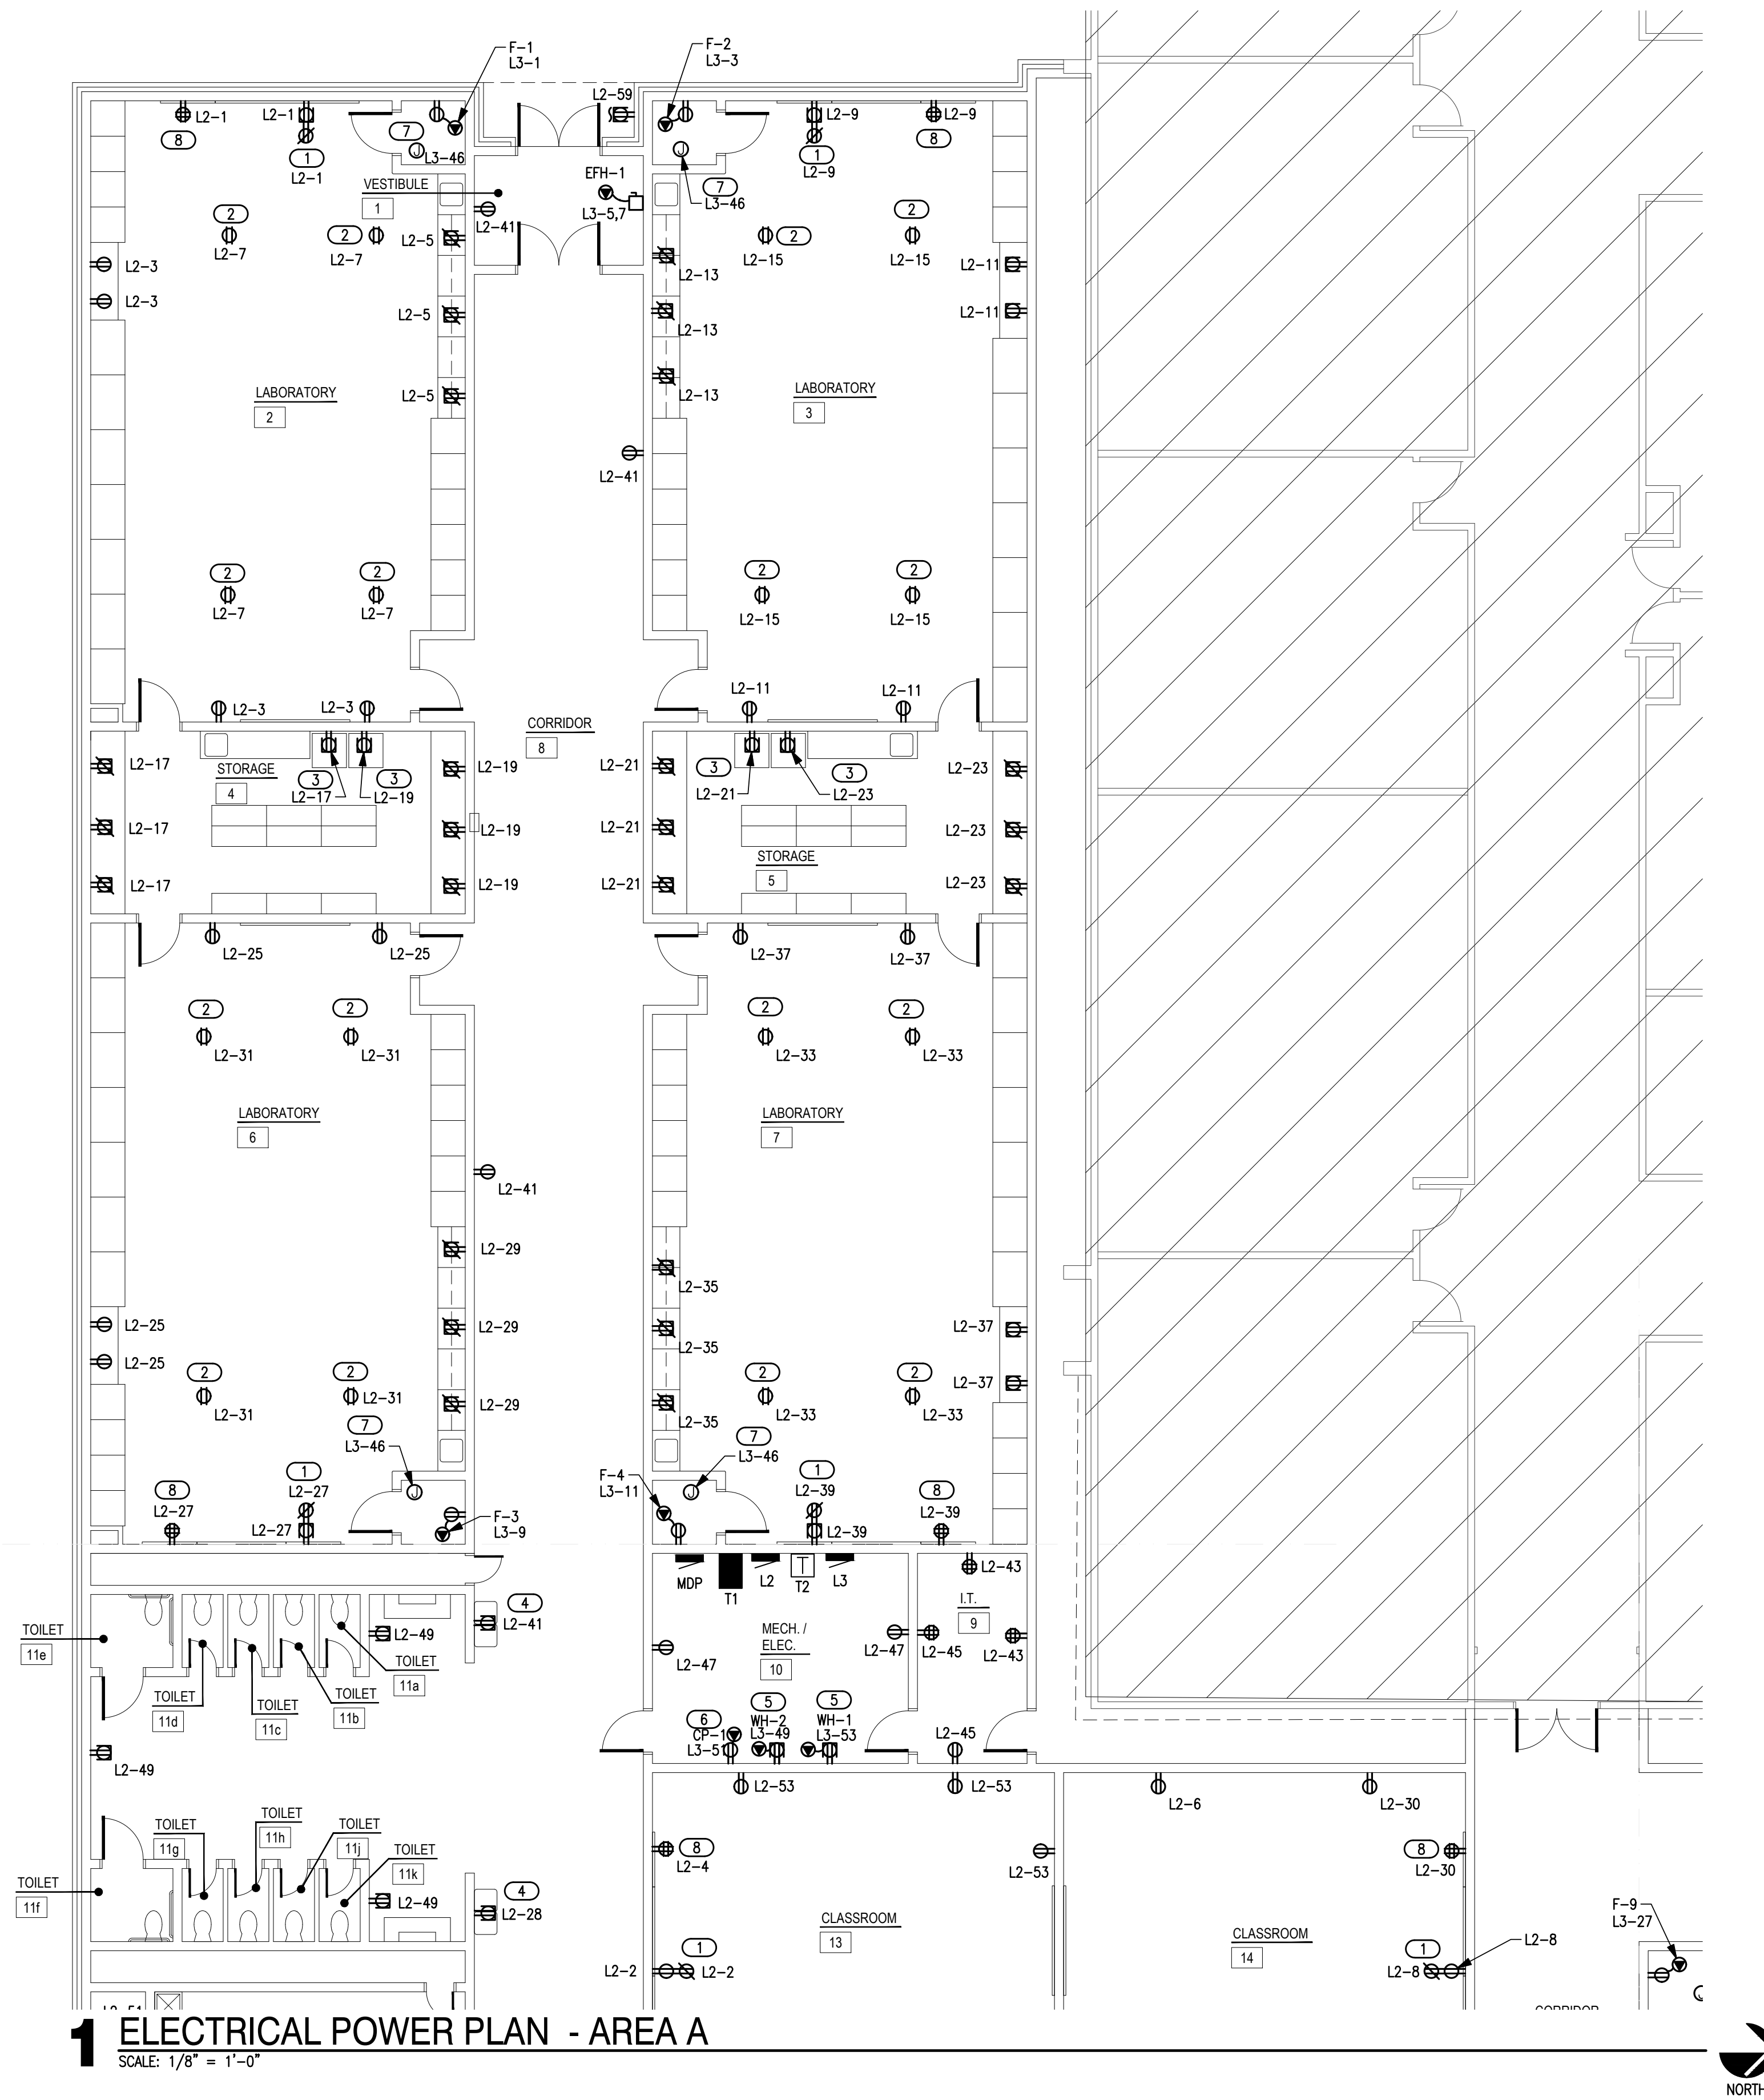 F-1
L3-1
F-2
L3-3
L2-1
L2-1
L2-59
L2-9
L2-9
8
1
L2-1
7
L3-46
1
L2-9
8
VESTIBULE
1
EFH-1
L3-5,7
7
L3-46
L2-41
2
L2-7
2
L2-7
L2-5
2
L2-15
2
L2-15
L2-3
L2-13
L2-11
L2-3
L2-5
L2-13
L2-11
LABORATORY
2
L2-5
L2-13
LABORATORY
3
L2-41
2
L2-7
2
L2-7
2
L2-15
2
L2-15
L2-3
L2-3
L2-11
L2-11
CORRIDOR
8
L2-17
STORAGE
4
3
L2-17
3
L2-19
L2-19
L2-21
3
L2-21
3
L2-23
L2-23
L2-17
L2-19
L2-21
L2-23
STORAGE
5
L2-17
L2-19
L2-21
L2-23
L2-25
L2-25
L2-37
L2-37
2
L2-31
2
L2-31
2
L2-33
2
L2-33
LABORATORY
6
LABORATORY
7
L2-41
L2-29
L2-35
L2-25
L2-29
L2-35
L2-37
L2-25
2
L2-31
2
L2-31
L2-29
2
L2-33
2
L2-33
L2-37
L2-35
7
L3-46
7
L3-46
8
L2-27
1
L2-27
L2-27
F-3
L3-9
F-4
L3-11
1
L2-39
L2-39
8
L2-39
MDP
T1
L2
T
T2
L3
L2-43
I.T.
9
4
L2-41
TOILET
11e
L2-49
MECH. /
ELEC.
10
L2-47
L2-47
L2-45
L2-43
TOILET
11a
TOILET
11b
TOILET
11c
TOILET
11d
6
CP-1
L3-51
5
WH-2
L3-49
5
WH-1
L3-53
L2-45
L2-49
L2-53
L2-53
L2-6
L2-30
TOILET
11g
TOILET
11h
TOILET
11j
TOILET
11k
8
L2-4
L2-53
8
L2-30
TOILET
11f
L2-49
4
L2-28
CLASSROOM
13
CLASSROOM
14
F-9
L3-27
1
L2-2
L2-2
1
L2-8
L2-8
L2-51
CORRIDOR
1 ELECTRICAL POWER PLAN - AREA A
SCALE: 1/8" = 1'-0"
NORTH